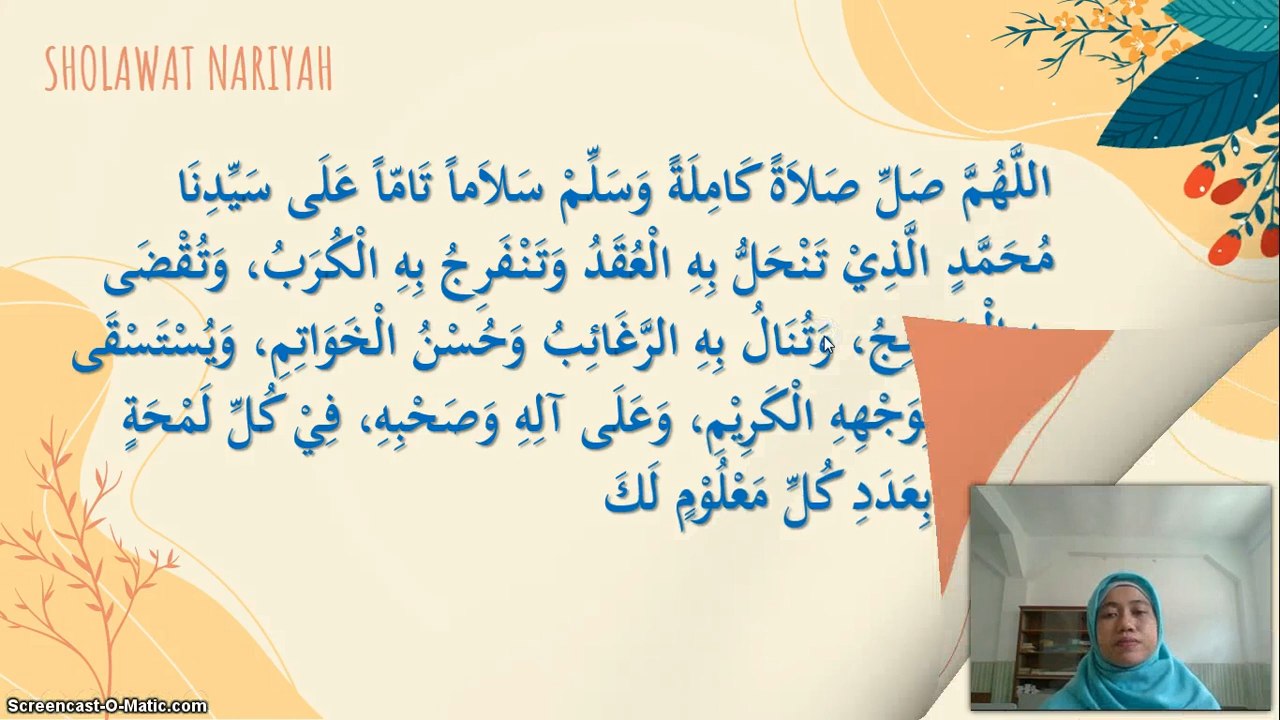 SHOLAWAT NARIYAH
اللَّهُمَّ صَلِّ صَلاَةً كَامِلَةً وَسَلِّمْ سَلاَماً تَامّاً عَلَى سَيِّدِنَا
مُحَمَّدٍ الَّذِيْ تَنْحَلُّ بِهِ الْعُقَدُ وَتَنْفَرِجُ بِهِ الْكُرَبُ، وَتُقْضَى
وَتُنَالُ بِهِ الرَّغَائِبُ وَحُسْنُ الْخَوَاتِمِ، وَيُسْتَسْقَى
بِوَجْهِهِ الْكَرِيْمِ، وَعَلَى آلِهِ وَصَحْبِهِ، فِيْ كُلِّ لَمْحَةٍ
بِعَدَدِ كُلِّ مَعْلُوْمٍ لَكَ
Screencast-O-Matic.com